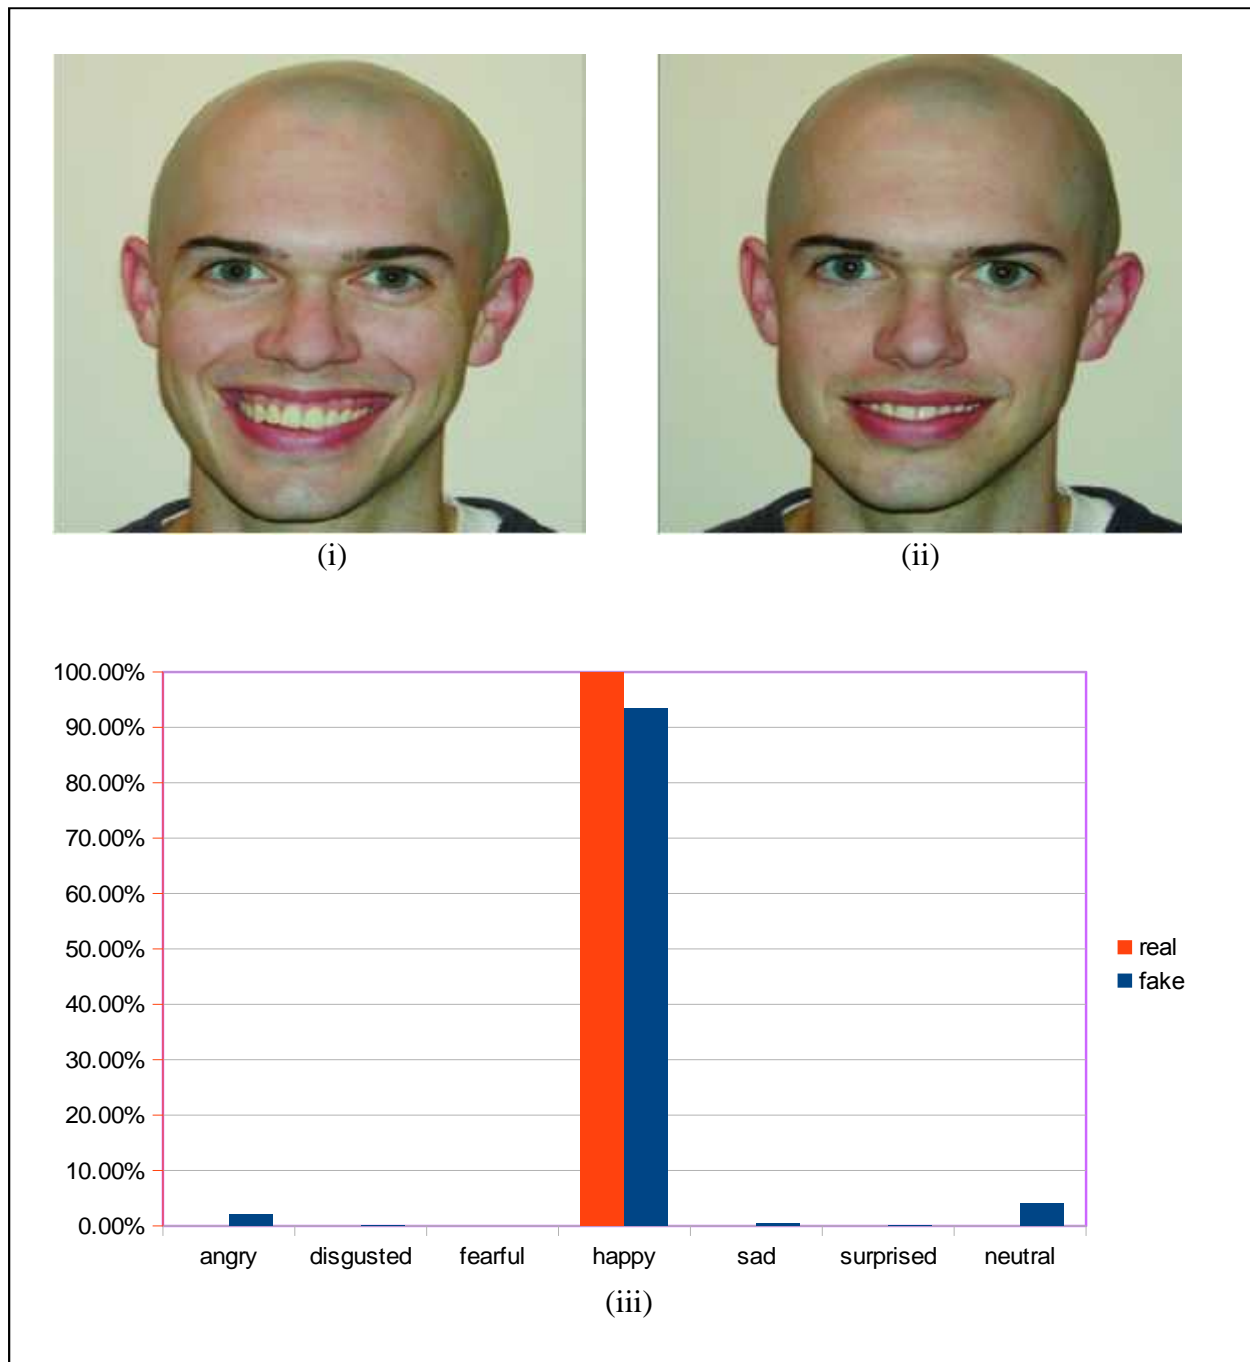 (i)
(ii)
100.00%
90.00%
80.00%
70.00%
60.00%
50.00%
40.00%
30.00%
20.00%
10.00%
0.00%
real
fake
angry disgusted fearful happy sad surprised neutral
(iii)